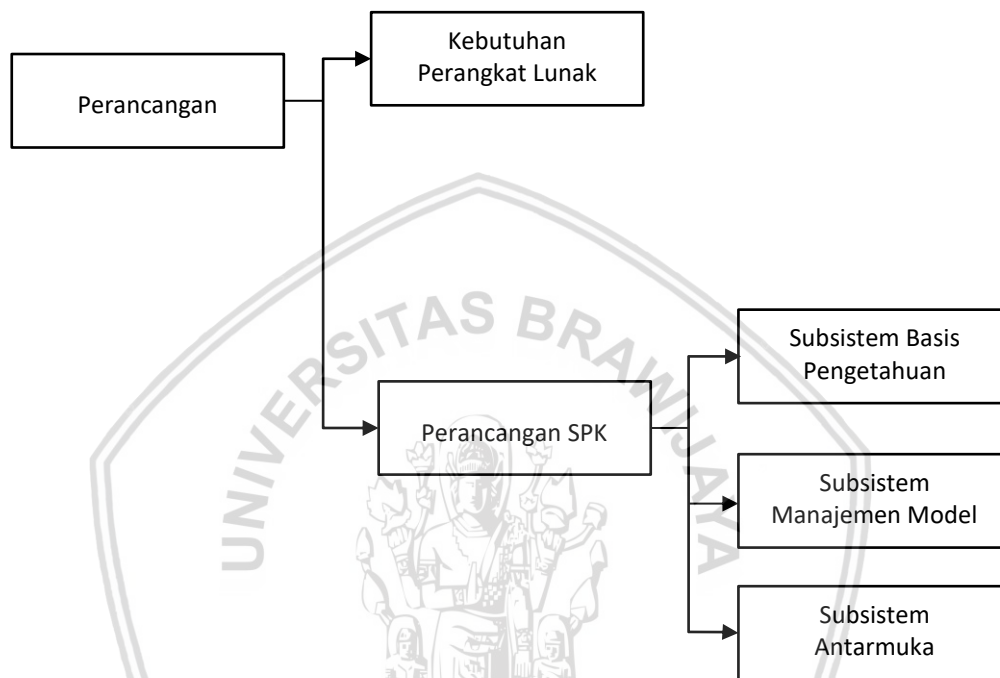 Kebutuhan
Perangkat Lunak
Perancangan
UNIVERSITAS BRAWIJAYA
Subsistem Basis
Pengetahuan
Perancangan SPK
Subsistem
Manajemen Model
Subsistem
Antarmuka